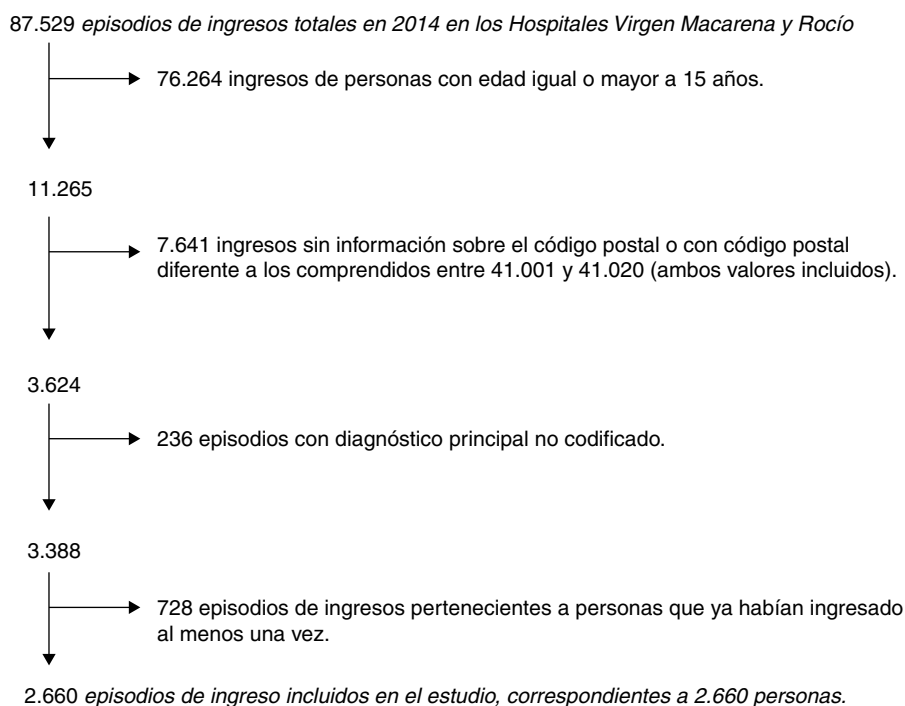 87.529 episodios de ingresos totales en 2014 en los Hospitales Virgen Macarena y Rocío
76.264 ingresos de personas con edad igual o mayor a 15 años.
11.265
7.641 ingresos sin información sobre el código postal o con código postal
diferente a los comprendidos entre 41.001 y 41.020 (ambos valores incluidos).
3.624
236 episodios con diagnóstico principal no codificado.
3.388
728 episodios de ingresos pertenecientes a personas que ya habían ingresado
al menos una vez.
2.660 episodios de ingreso incluidos en el estudio, correspondientes a 2.660 personas.